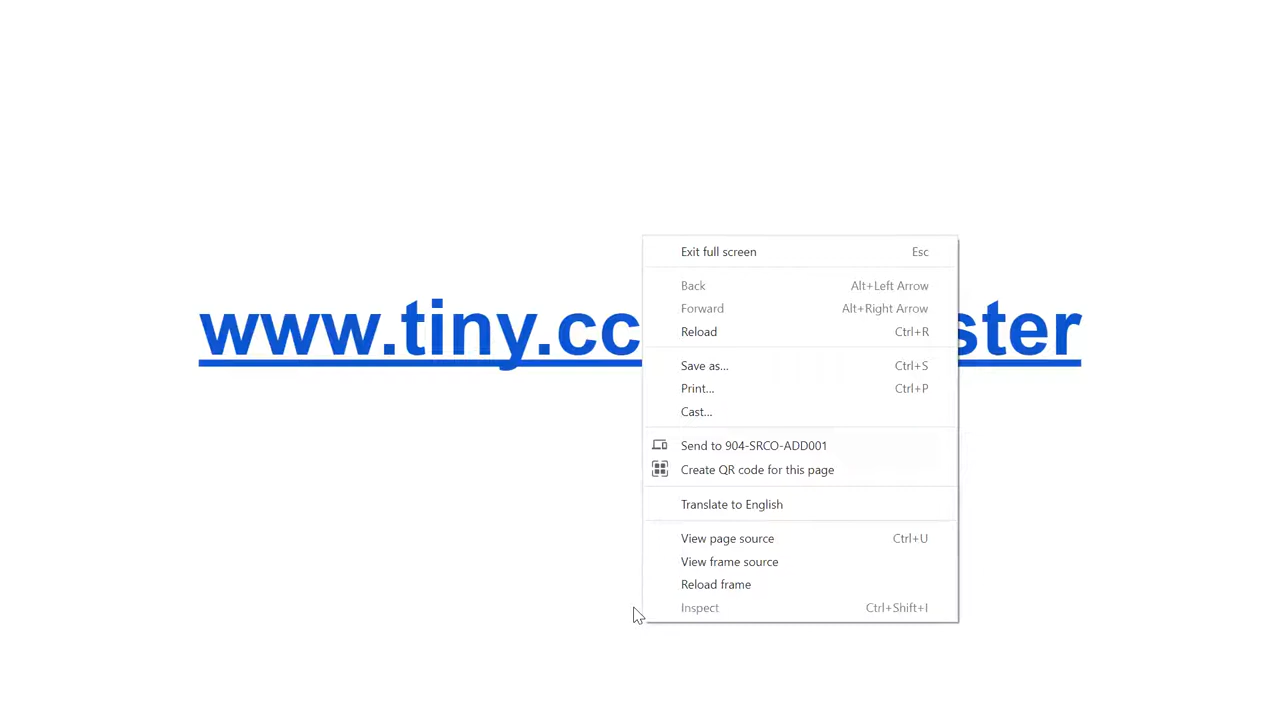 Exit full screen Esc
Back Alt+Left Arrow
Forward Alt+Right Arrow
www.tiny.cc
ster
Reload Ctrl+R
Save as... Ctrl+S
Print... Ctrl+P
Cast...
Send to 904-SRCO-ADD001
Create QR code for this page
Translate to English
View page source Ctrl+U
View frame source
Reload frame
Inspect Ctrl+Shift+I